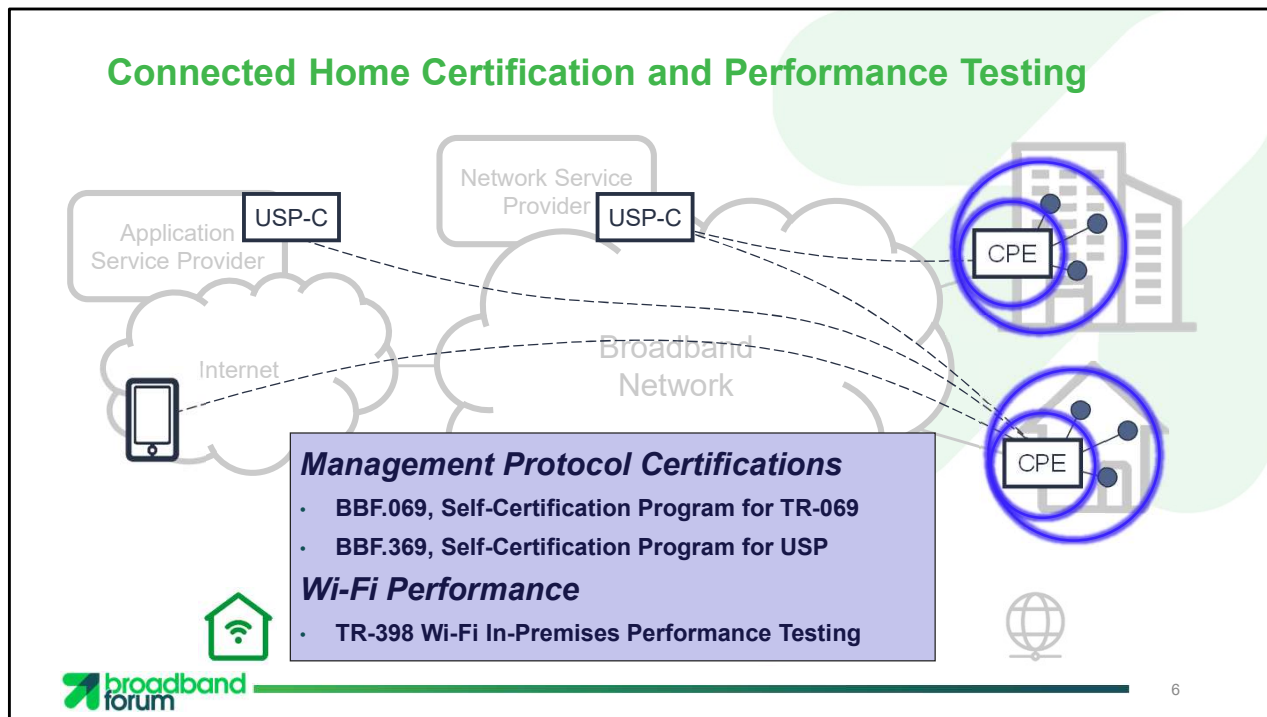 Connected Home Certification and Performance Testing
Network Service
Provider
USP-C
USP-C
Application
Service Provider
CPE
Internet
Broadband
Network
CPE
Management Protocol Certifications
• BBF.069, Self-Certification Program for TR-069
• BBF.369, Self-Certification Program for USP
Wi-Fi Performance
• TR-398 Wi-Fi In-Premises Performance Testing
broadband
forum
6